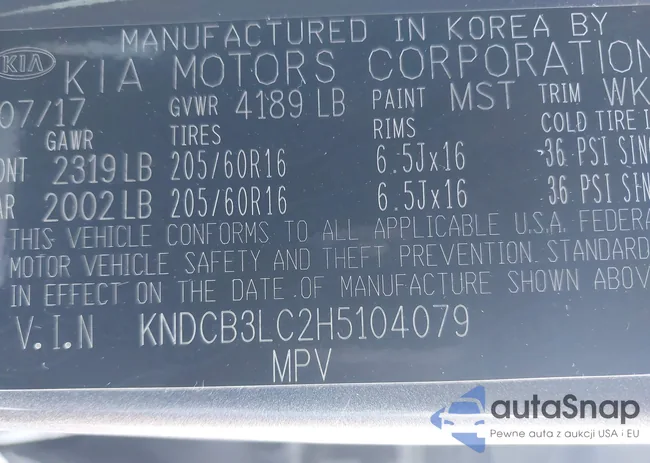 MANUFACTURED IN KOREA BY
KIA KIA MOTORS CORPORATION
07/17 GVWR 4189 LB PAINT MST TRIM WK
GAWR TIRES RIMS COLD TIRE I
ONT 2319 LB 205/60R16 6.5Jx16 36 PSI SIN
AR 2002 LB 205/60R16 6.5Jx16 36 PSI SIN
THIS VEHICLE CONFORMS TO ALL APPLICABLE U.S.A. FEDERA
MOTOR VEHICLE SAFETY AND THEFT PREVENTION STANDARD
IN EFFECT ON THE DATE OF MANUFACTURE SHOWN ABOV
V.I.N KNDCB3LC2H5104079
MPV
autaSnap
Pewne auta z aukcji USA i EU